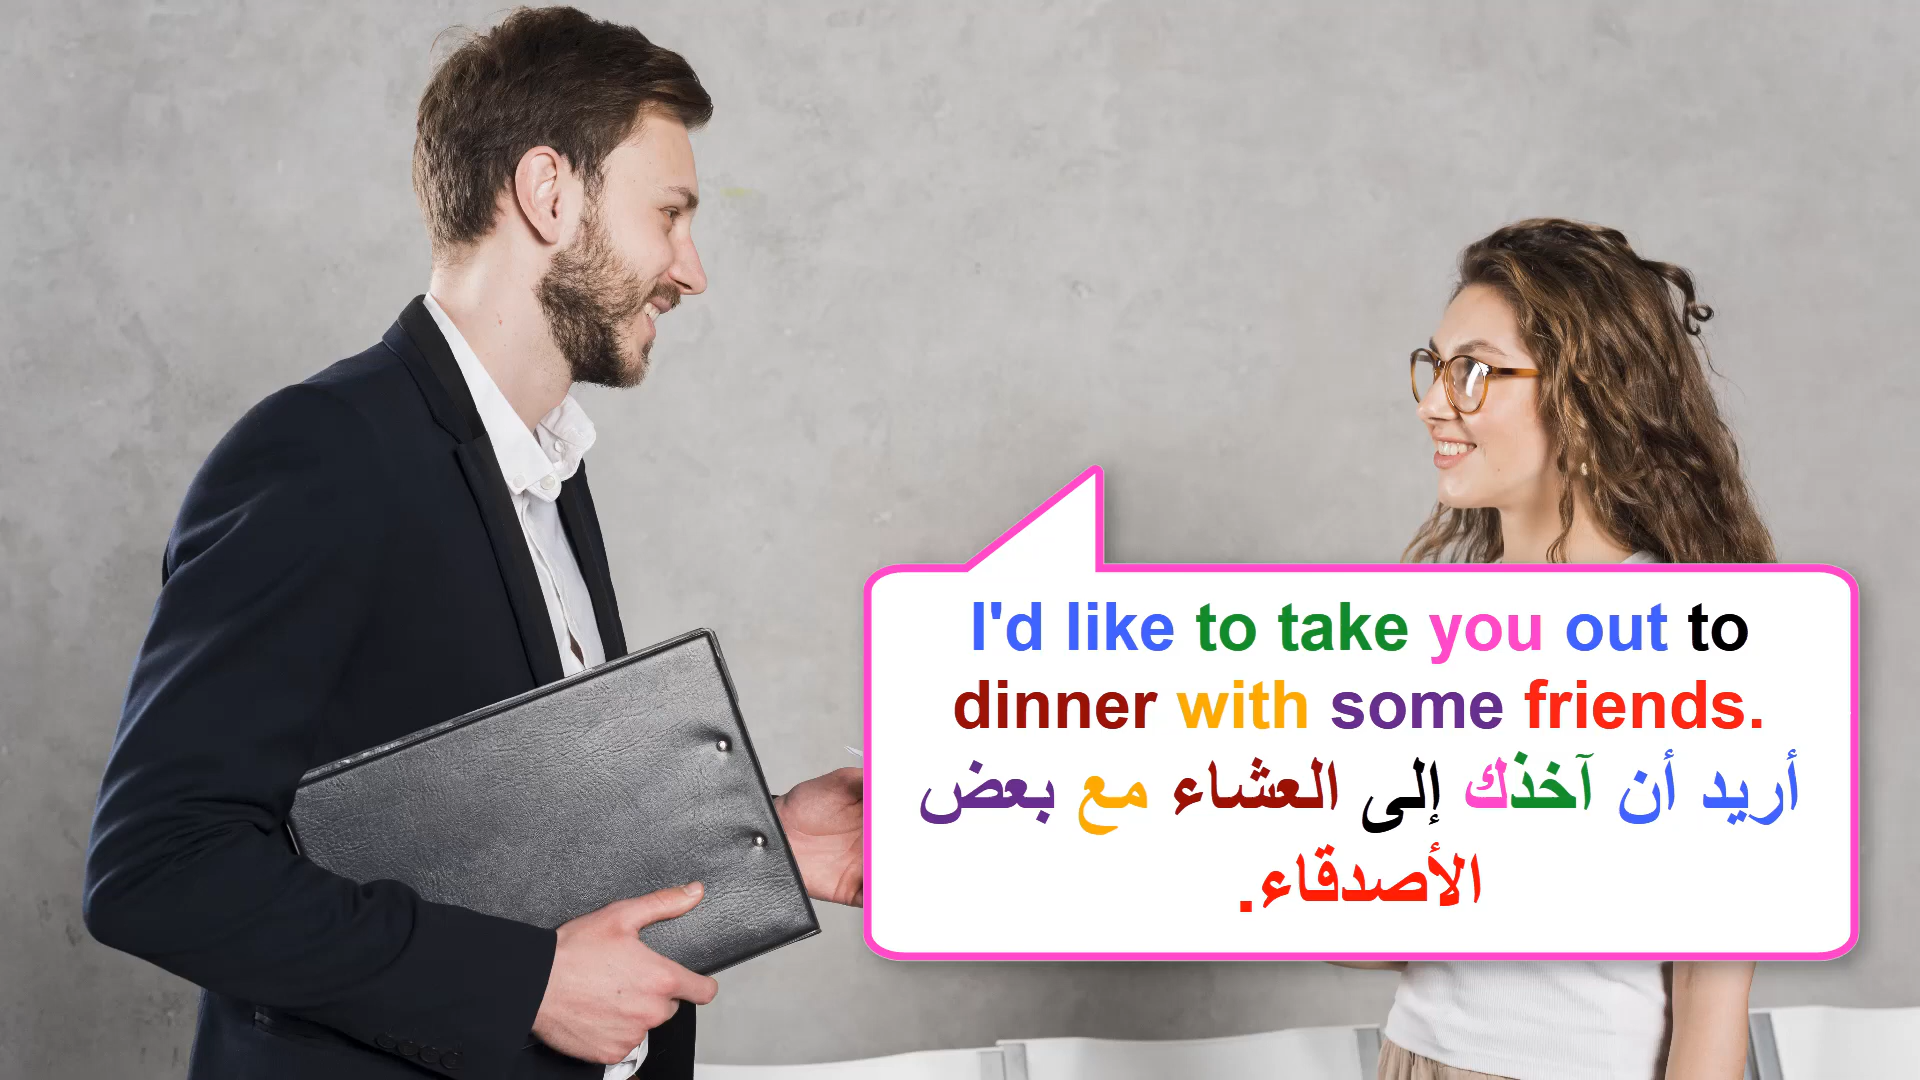 I'd like to take you out to
dinner with some friends.
أريد أن آخذك إلى العشاء مع بعض
الأصدقاء.